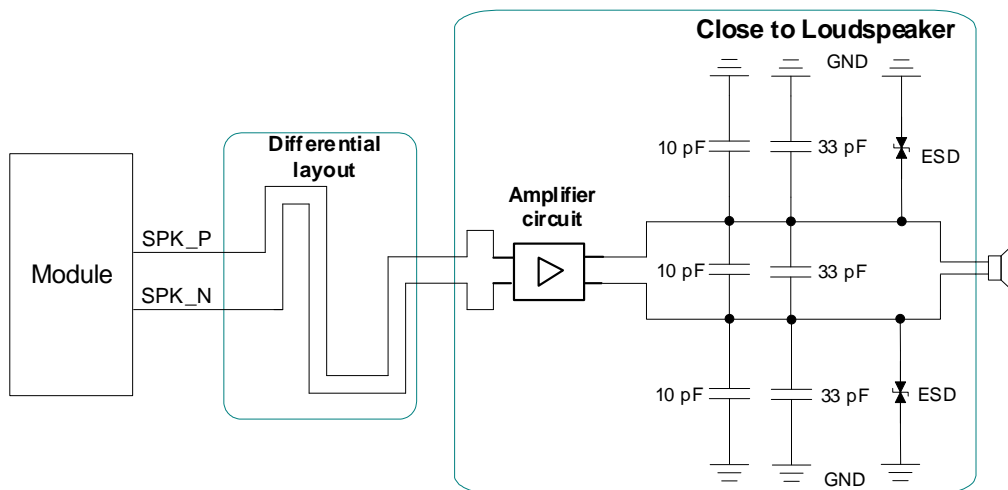 Close to Loudspeaker
GND
Differential
layout
10 pF
33 pF
ESD
Amplifier
circuit
SPK_P
Module
10 pF
33 pF
SPK_N
10 pF
33 pF
ESD
GND